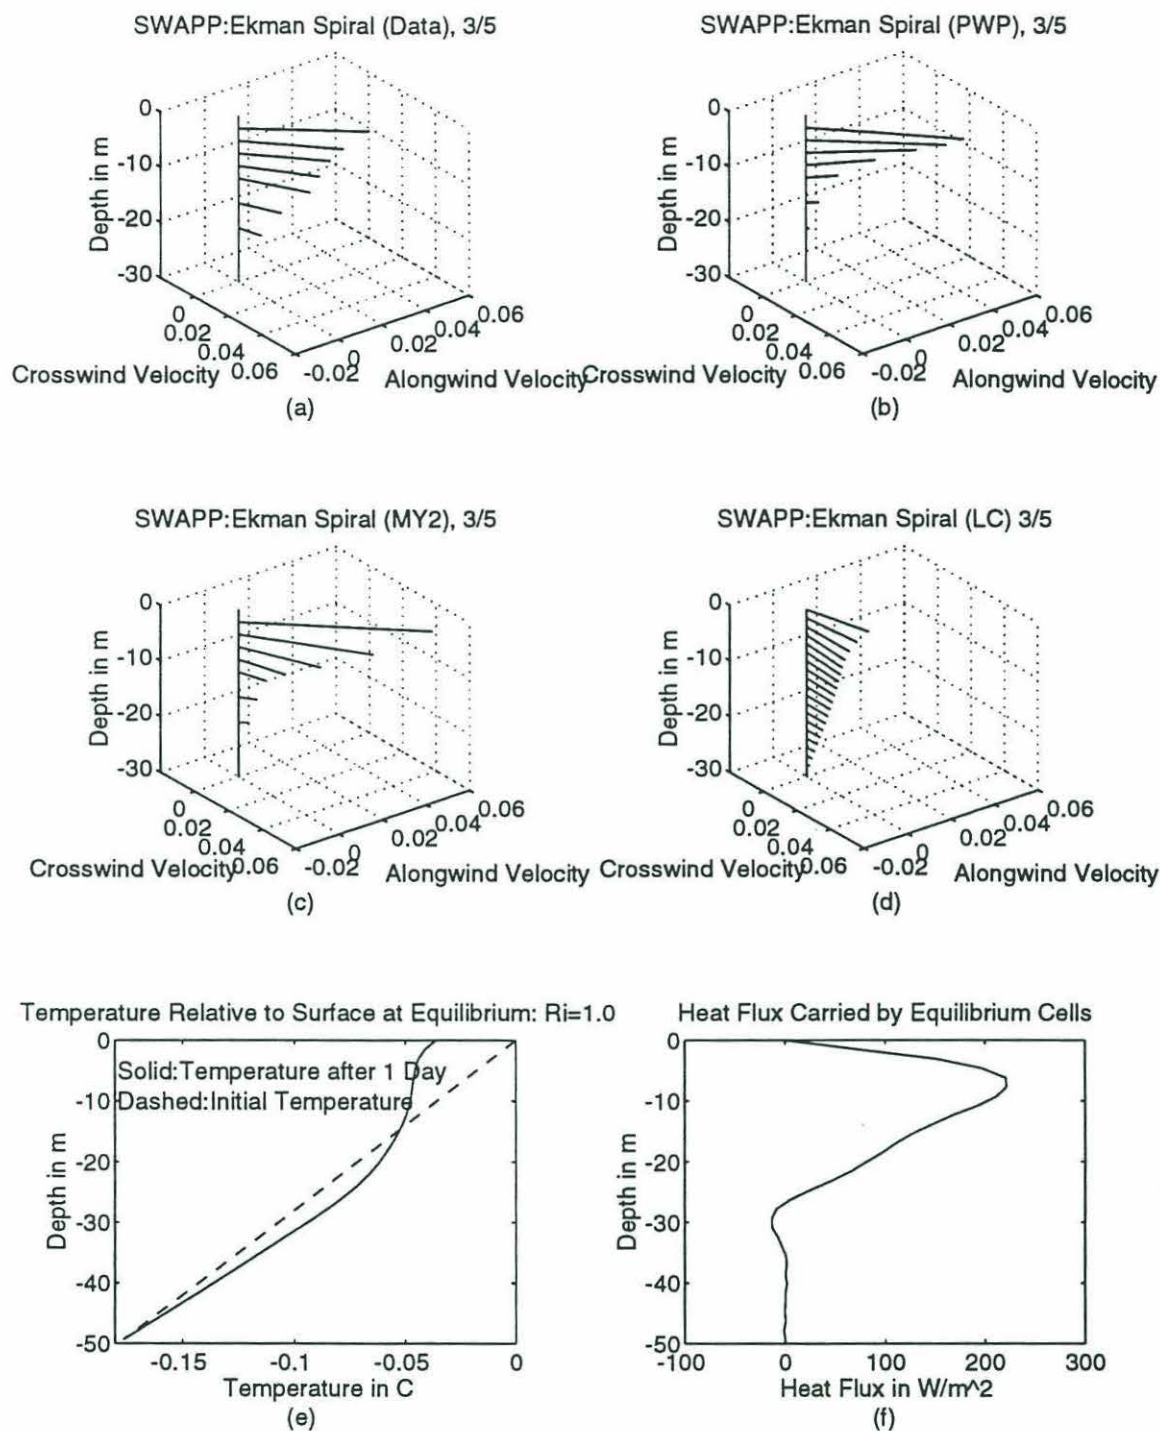 SWAPP:Ekman Spiral (Data), 3/5
0
-10
-20
-30
Depth in m
0
0.02
0.04
0.06
Crosswind Velocity
-0.02
0
0.02
0.04
0.06
Alongwind Velocity
(a)
SWAPP:Ekman Spiral (PWP), 3/5
0
-10
-20
-30
Depth in m
0
0.02
0.04
0.06
Crosswind Velocity
-0.02
0
0.02
0.04
0.06
Alongwind Velocity
(b)
SWAPP:Ekman Spiral (MY2), 3/5
0
-10
-20
-30
Depth in m
0
0.02
0.04
0.06
Crosswind Velocity
-0.02
0
0.02
0.04
0.06
Alongwind Velocity
(c)
SWAPP:Ekman Spiral (LC) 3/5
0
-10
-20
-30
Depth in m
0
0.02
0.04
0.06
Crosswind Velocity
-0.02
0
0.02
0.04
0.06
Alongwind Velocity
(d)
Temperature Relative to Surface at Equilibrium: Ri=1.0
Solid:Temperature after 1 Day
Dashed:Initial Temperature
0
-10
-20
-30
-40
-50
Depth in m
-0.15
-0.1
-0.05
0
Temperature in C
(e)
Heat Flux Carried by Equilibrium Cells
0
-10
-20
-30
-40
-50
Depth in m
-100
0
100
200
300
Heat Flux in W/m^2
(f)